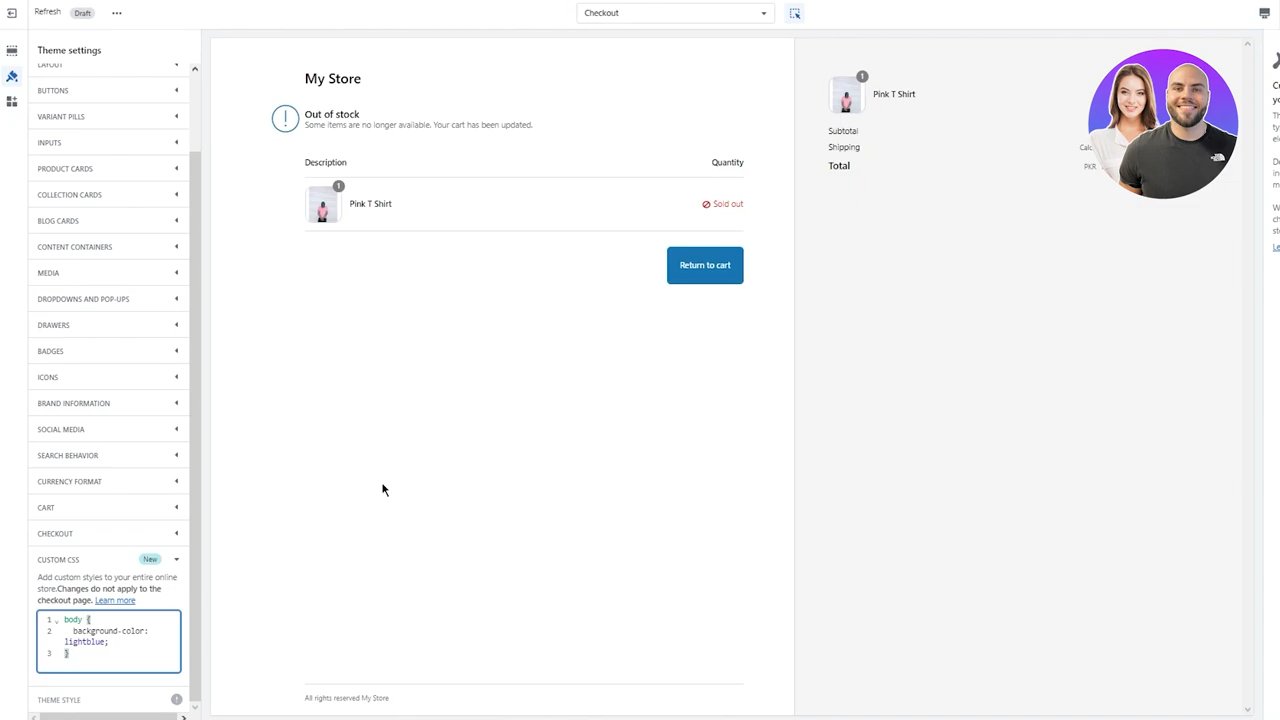 Refresh Draft ...
Checkout
Theme settings
LAYOUT
BUTTONS
VARIANT PILLS
INPUTS
PRODUCT CARDS
COLLECTION CARDS
BLOG CARDS
CONTENT CONTAINERS
MEDIA
DROPDOWNS AND POP-UPS
DRAWERS
BADGES
ICONS
BRAND INFORMATION
SOCIAL MEDIA
SEARCH BEHAVIOR
CURRENCY FORMAT
CART
CHECKOUT
CUSTOM CSS New
Add custom styles to your entire online
store.Changes do not apply to the
checkout page. Learn more
1 body {
2 background-color:
lightblue;
3 }
THEME STYLE
My Store
Out of stock
Some items are no longer available. Your cart has been updated.
Description Quantity
1
Pink T Shirt Sold out
Return to cart
All rights reserved My Store
1
Pink T Shirt
Subtotal
Shipping
Total PKR